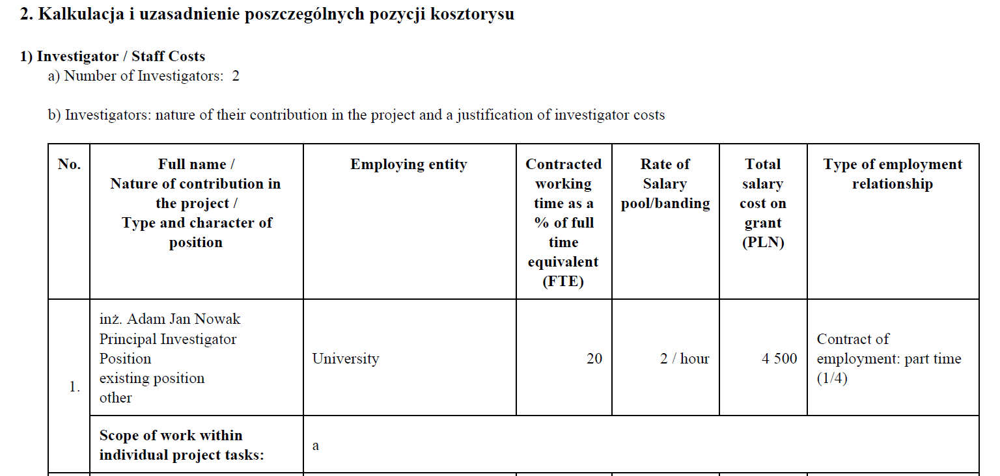 2. Kalkulacja i uzasadnienie poszczególnych pozycji kosztorysu
1) Investigator / Staff Costs
a) Number of Investigators: 2
b) Investigators: nature of their contribution in the project and a justification of investigator costs
No.
Full name /
Nature of contribution in
the project /
Type and character of
position
Employing entity
Contracted
working
time as a
% of full
time
equivalent
(FTE)
Rate of
Salary
pool/banding
Total
salary
cost on
grant
(PLN)
Type of employment
relationship
1.
inż. Adam Jan Nowak
Principal Investigator
Position
existing position
other
University
20
2 / hour
4 500
Contract of
employment: part time
(1/4)
Scope of work within
individual project tasks:
a